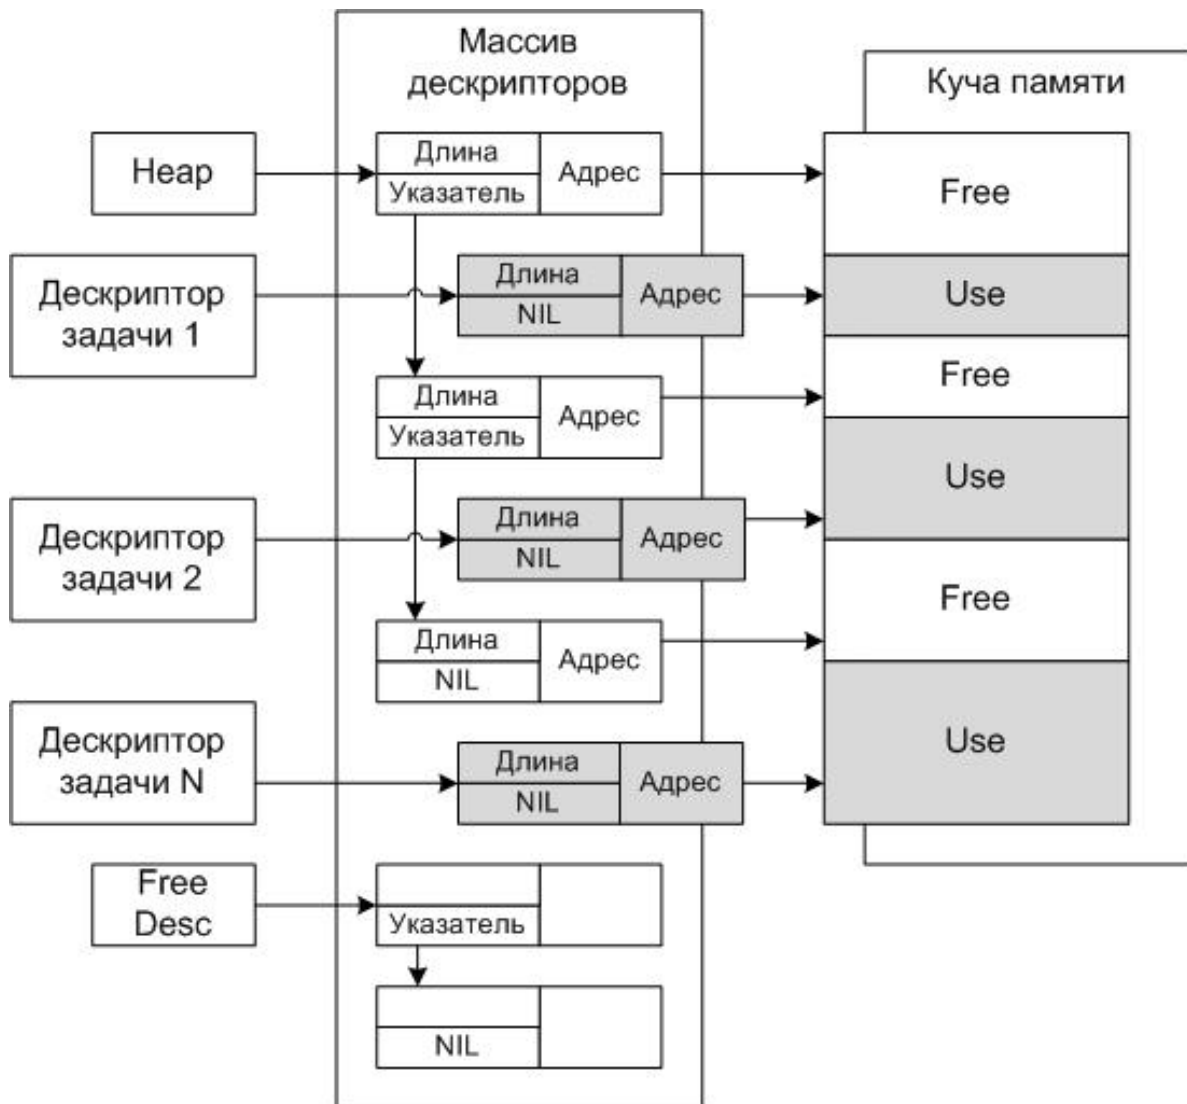 Массив
дескрипторов
Куча памяти
Heap
Длина
Указатель
Адрес
Free
Дескриптор
задачи 1
Длина
NIL
Адрес
Use
Длина
Указатель
Адрес
Free
Use
Дескриптор
задачи 2
Длина
NIL
Адрес
Free
Длина
NIL
Адрес
Дескриптор
задачи N
Длина
NIL
Адрес
Use
Free
Desc
Указатель
NIL